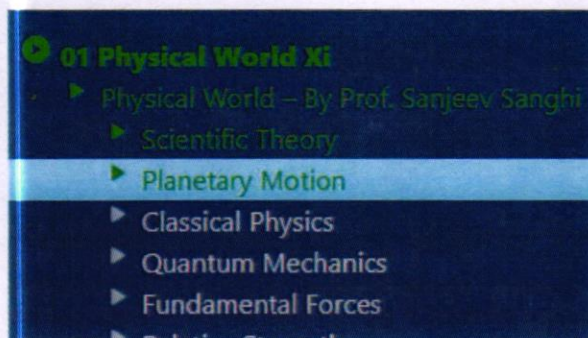 01 Physical World Xi
Physical World – By Prof. Sanjeev Sanghi
Scientific Theory
Planetary Motion
Classical Physics
Quantum Mechanics
Fundamental Forces